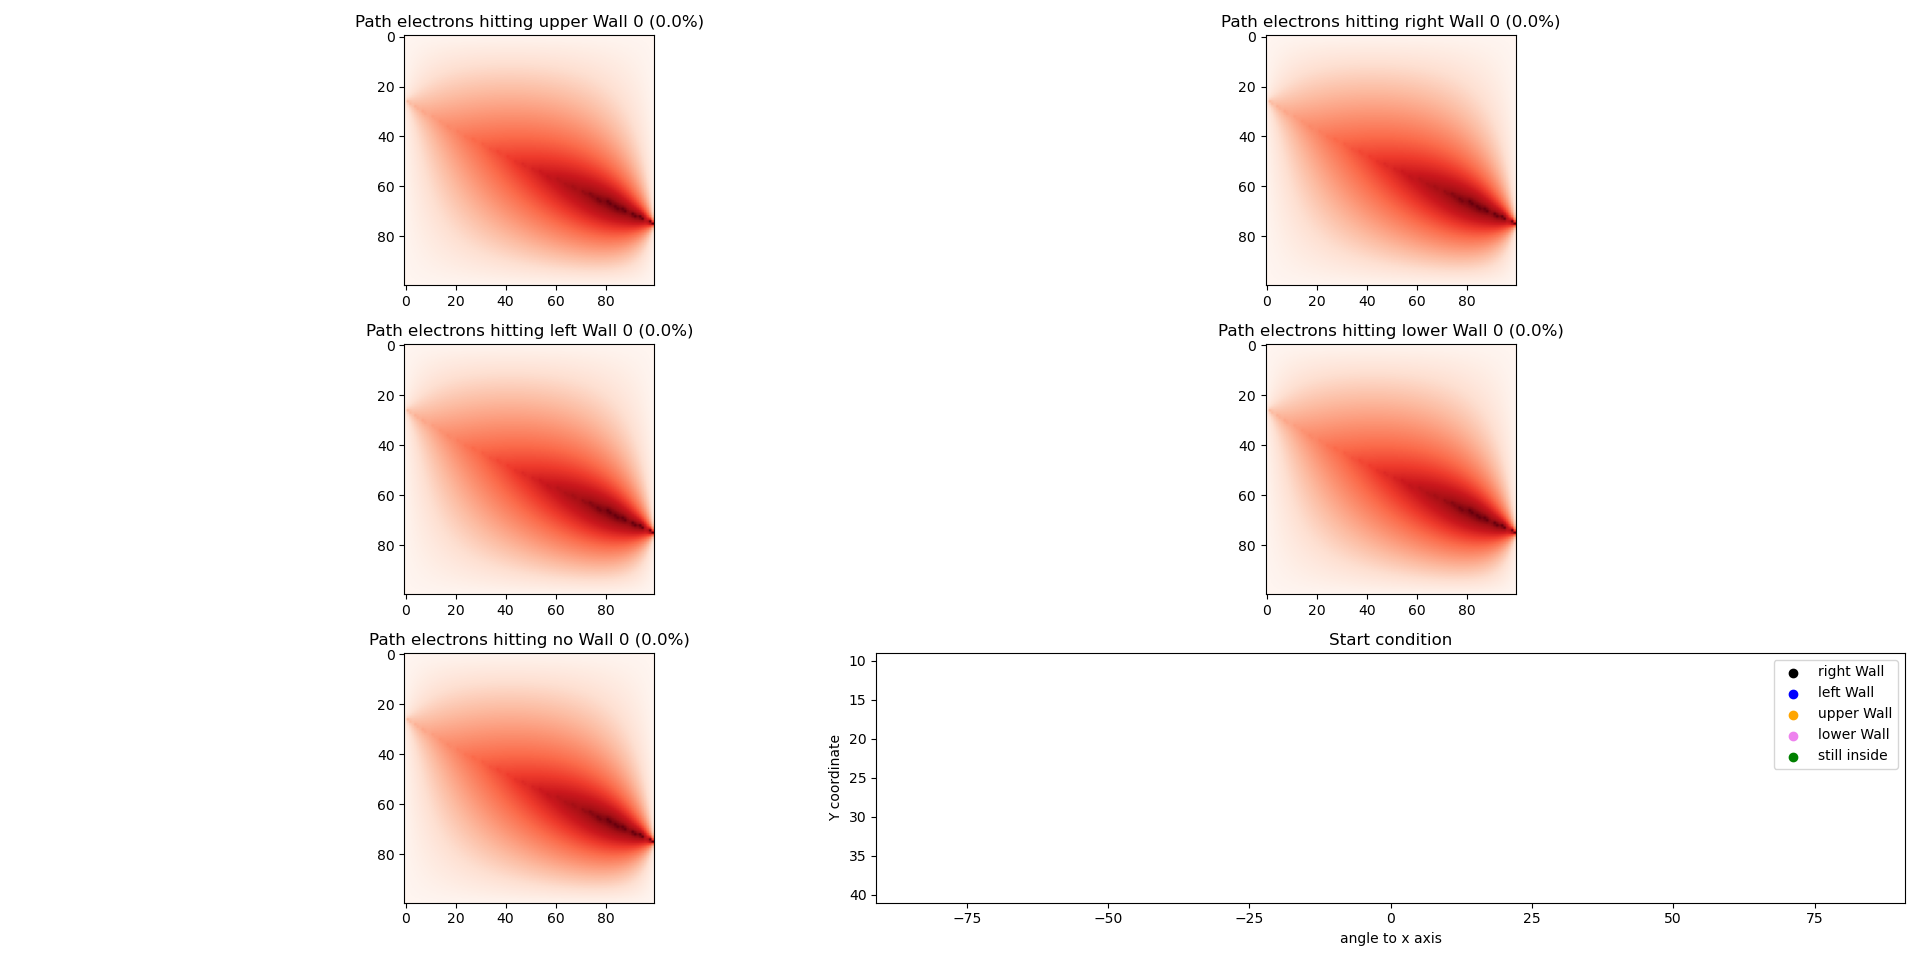 Path electrons hitting upper Wall 0 (0.0%)
0
20
40
60
80
0 20 40 60 80
Path electrons hitting right Wall 0 (0.0%)
0
20
40
60
80
0 20 40 60 80
Path electrons hitting left Wall 0 (0.0%)
0
20
40
60
80
0 20 40 60 80
Path electrons hitting lower Wall 0 (0.0%)
0
20
40
60
80
0 20 40 60 80
Path electrons hitting no Wall 0 (0.0%)
0
20
40
60
80
0 20 40 60 80
Start condition
Y coordinate
10
15
20
25
30
35
40
right Wall
left Wall
upper Wall
lower Wall
still inside
−75 −50 −25 0 25 50 75
angle to x axis